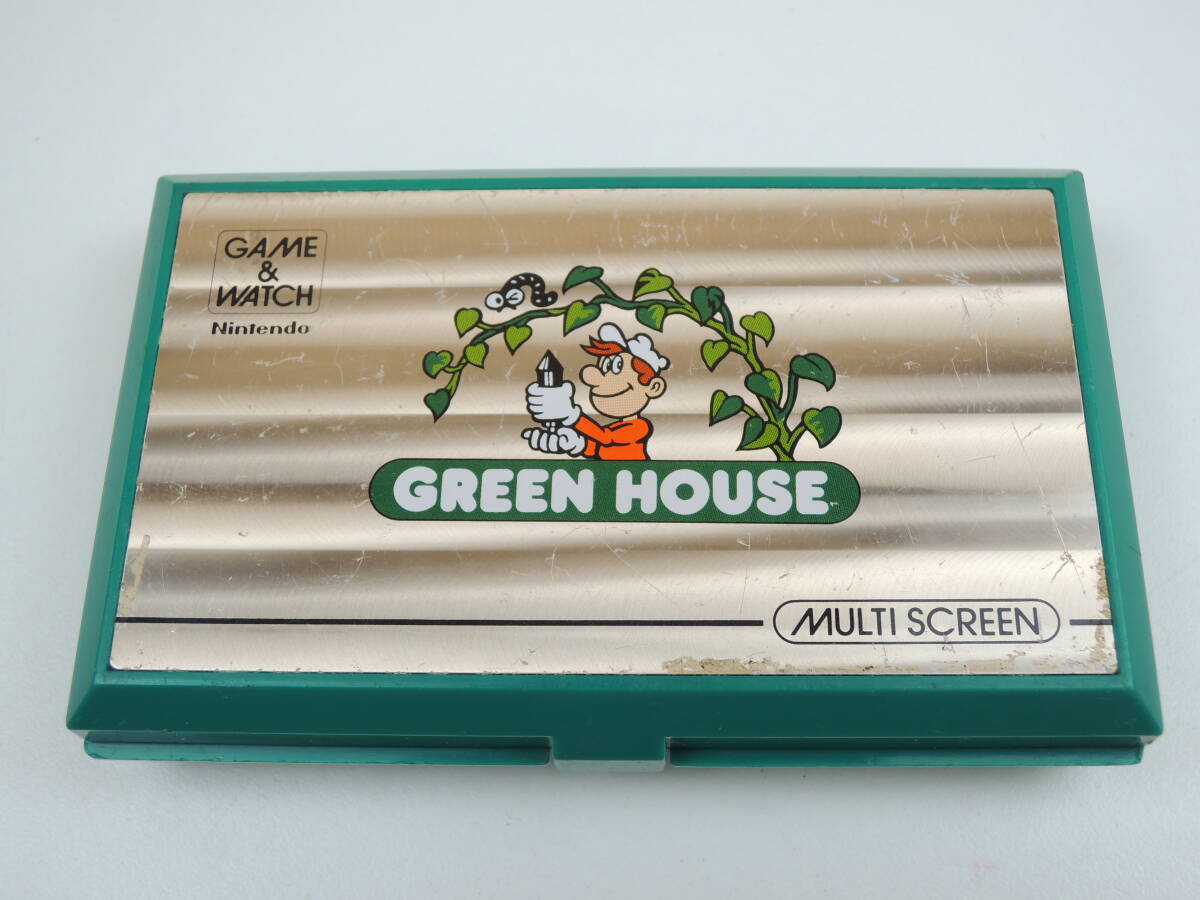 GAME
&
WATCH
Nintendo
GREEN HOUSE
MULTI SCREEN